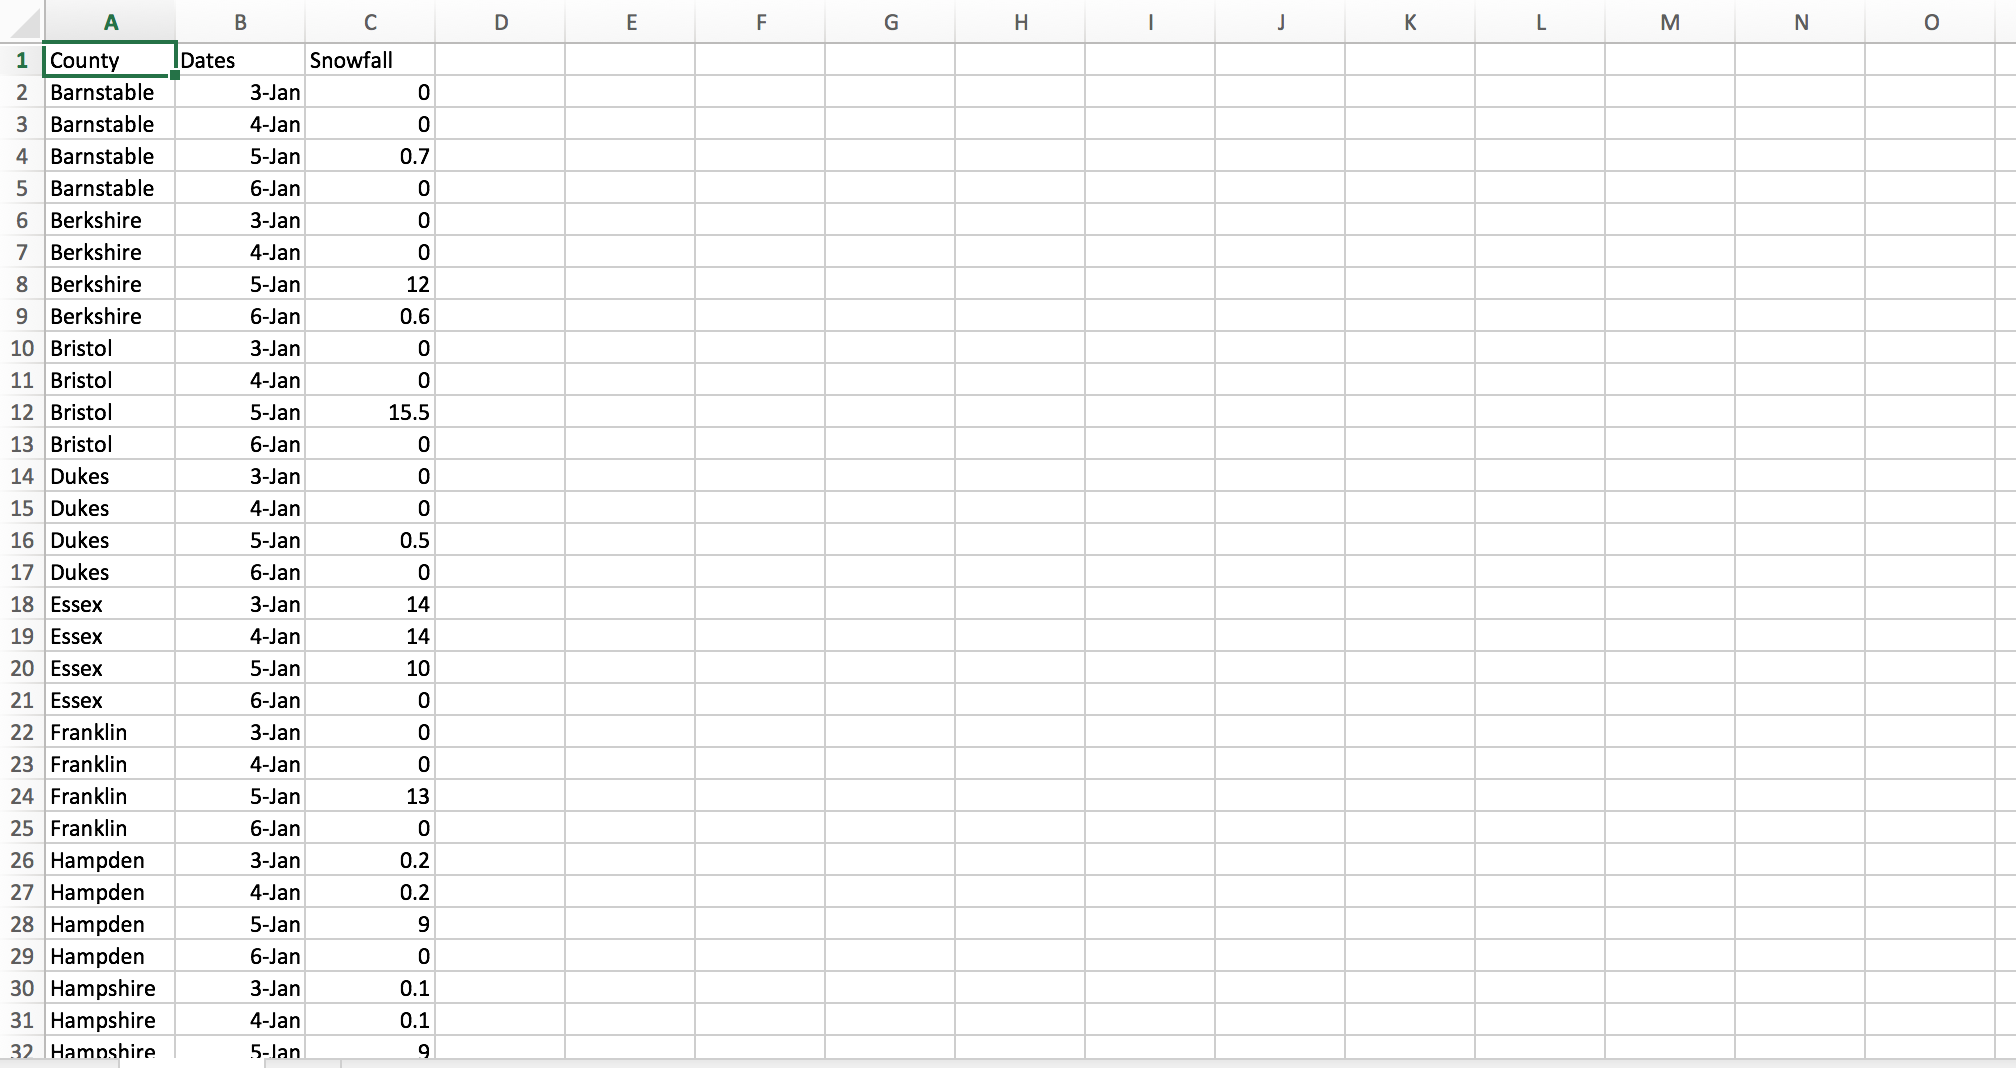 A B C D E F G H I J K L M N O
1 County Dates Snowfall
2 Barnstable 3-Jan 0
3 Barnstable 4-Jan 0
4 Barnstable 5-Jan 0.7
5 Barnstable 6-Jan 0
6 Berkshire 3-Jan 0
7 Berkshire 4-Jan 0
8 Berkshire 5-Jan 12
9 Berkshire 6-Jan 0.6
10 Bristol 3-Jan 0
11 Bristol 4-Jan 0
12 Bristol 5-Jan 15.5
13 Bristol 6-Jan 0
14 Dukes 3-Jan 0
15 Dukes 4-Jan 0
16 Dukes 5-Jan 0.5
17 Dukes 6-Jan 0
18 Essex 3-Jan 14
19 Essex 4-Jan 14
20 Essex 5-Jan 10
21 Essex 6-Jan 0
22 Franklin 3-Jan 0
23 Franklin 4-Jan 0
24 Franklin 5-Jan 13
25 Franklin 6-Jan 0
26 Hampden 3-Jan 0.2
27 Hampden 4-Jan 0.2
28 Hampden 5-Jan 9
29 Hampden 6-Jan 0
30 Hampshire 3-Jan 0.1
31 Hampshire 4-Jan 0.1
32 Hampshire 5-Jan 9